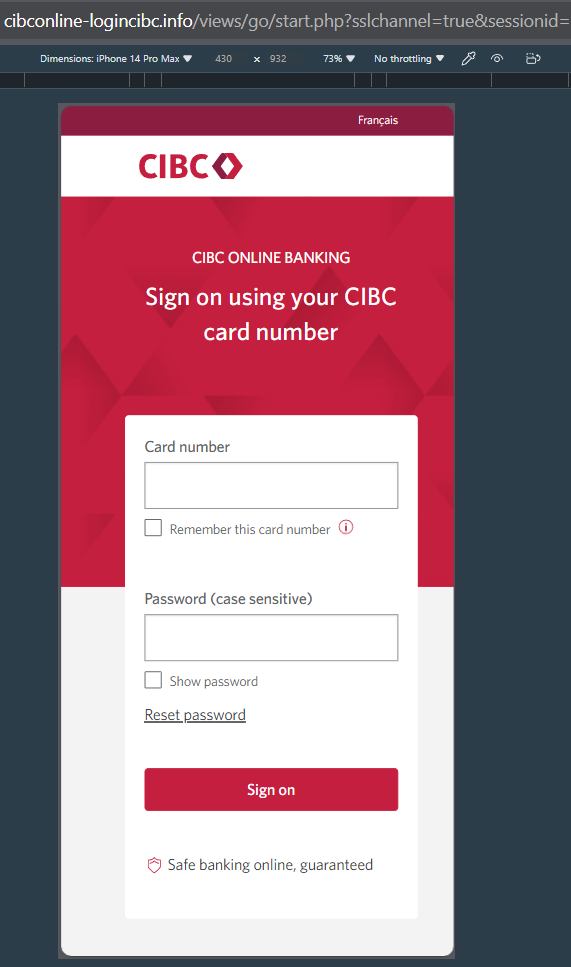 cibconline-logincibc.info/views/go/start.php?sslchannel=true&sessionid=
Dimensions: iPhone 14 Pro Max ▼ 430 x 932 73% ▼ No throttling ▼
Français
CIBC
CIBC ONLINE BANKING
Sign on using your CIBC
card number
Card number
Remember this card number
Password (case sensitive)
Show password
Reset password
Sign on
Safe banking online, guaranteed